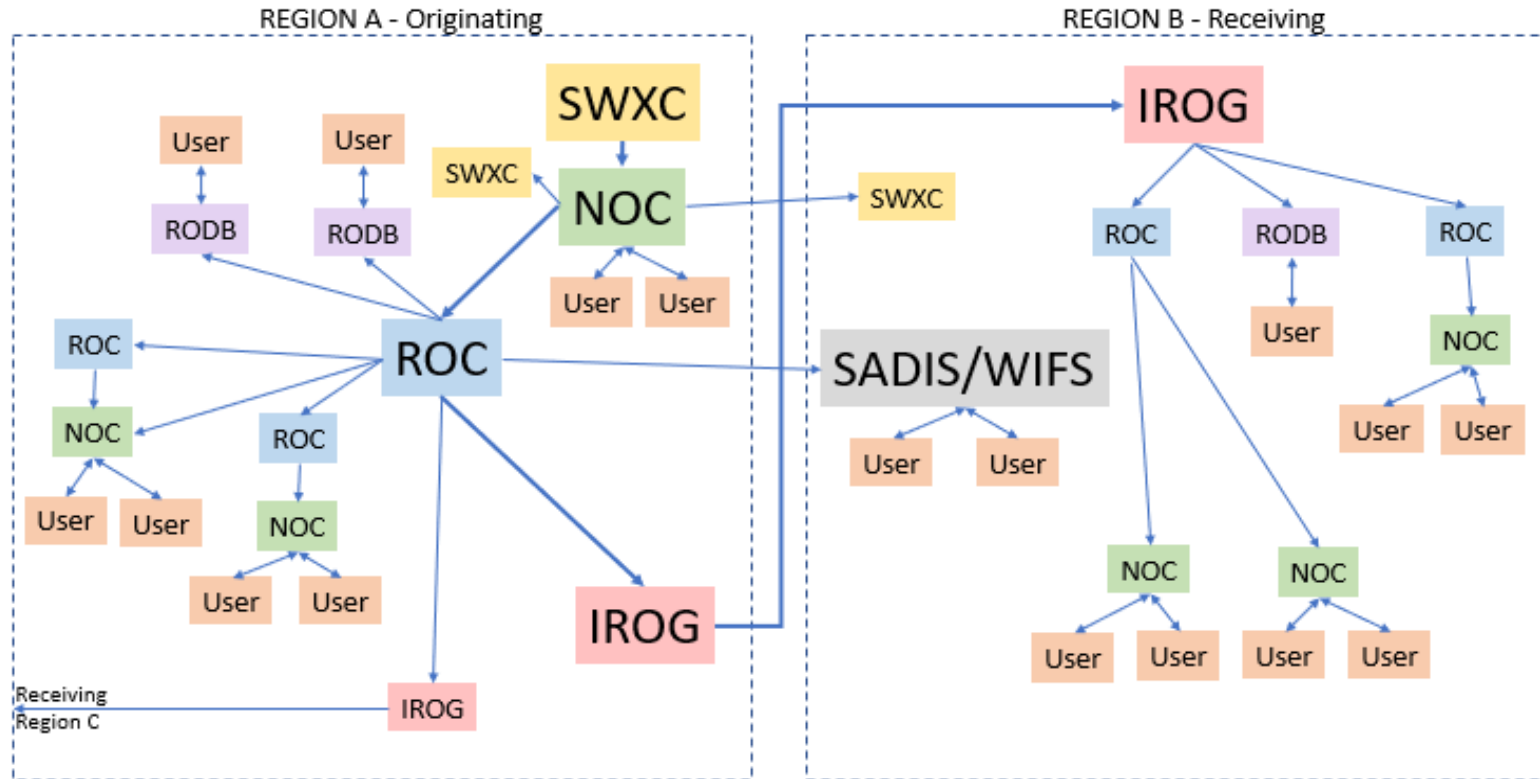 REGION A - Originating
REGION B - Receiving
SWXC
IROG
User
User
SWXC
NOC
SWXC
RODB
RODB
ROC
RODB
ROC
User
User
ROC
ROC
SADIS/WIFS
User
NOC
NOC
ROC
User
User
User
User
User
User
NOC
User
User
NOC
NOC
IROG
User
User
User
User
Receiving
Region C
IROG